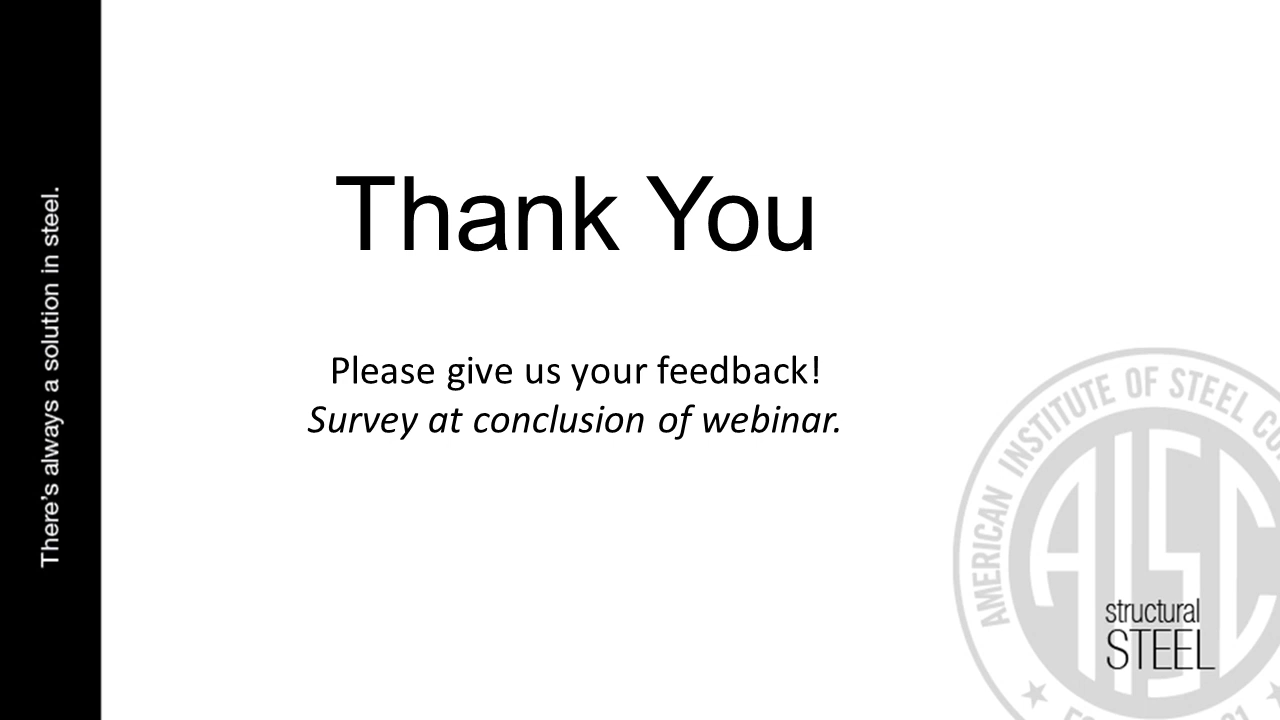 There's always a solution in steel.
Thank You
Please give us your feedback!
Survey at conclusion of webinar.
AMERICAN INSTITUTE OF STEEL
AISC
structural
STEEL